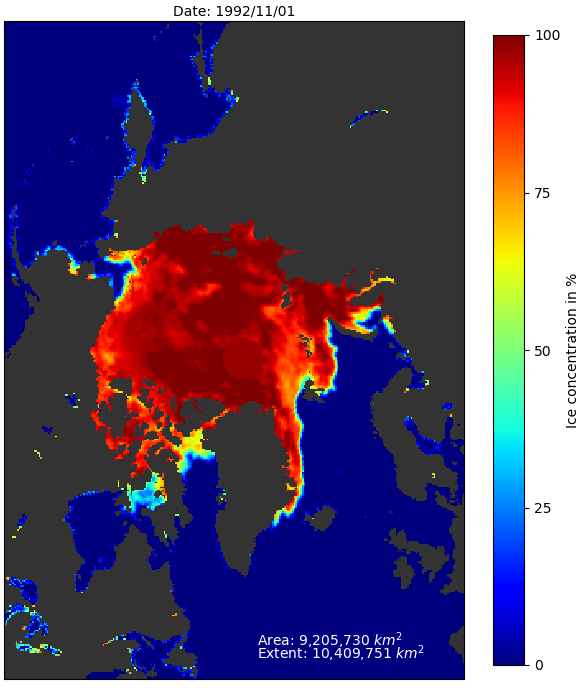 Date: 1992/11/01
100
75
50
25
0
Ice concentration in %
Area: 9,205,730 km²
Extent: 10,409,751 km²